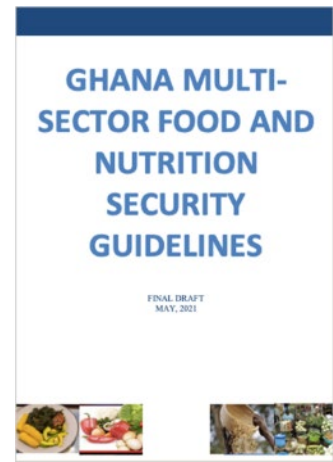 GHANA MULTI-
SECTOR FOOD AND
NUTRITION
SECURITY
GUIDELINES
FINAL DRAFT
MAY, 2021